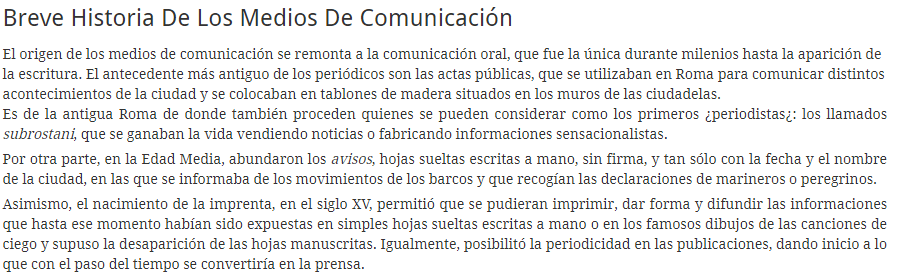 Breve Historia De Los Medios De Comunicación
El origen de los medios de comunicación se remonta a la comunicación oral, que fue la única durante milenios hasta la aparición de
la escritura. El antecedente más antiguo de los periódicos son las actas públicas, que se utilizaban en Roma para comunicar distintos
acontecimientos de la ciudad y se colocaban en tablones de madera situados en los muros de las ciudadelas.
Es de la antigua Roma de donde también proceden quienes se pueden considerar como los primeros ¿periodistas¿: los llamados
subrostani, que se ganaban la vida vendiendo noticias o fabricando informaciones sensacionalistas.
Por otra parte, en la Edad Media, abundaron los avisos, hojas sueltas escritas a mano, sin firma, y tan sólo con la fecha y el nombre
de la ciudad, en las que se informaba de los movimientos de los barcos y que recogían las declaraciones de marineros o peregrinos.
Asimismo, el nacimiento de la imprenta, en el siglo XV, permitió que se pudieran imprimir, dar forma y difundir las informaciones
que hasta ese momento habían sido expuestas en simples hojas sueltas escritas a mano o en los famosos dibujos de las canciones de
ciego y supuso la desaparición de las hojas manuscritas. Igualmente, posibilitó la periodicidad en las publicaciones, dando inicio a lo
que con el paso del tiempo se convertiría en la prensa.